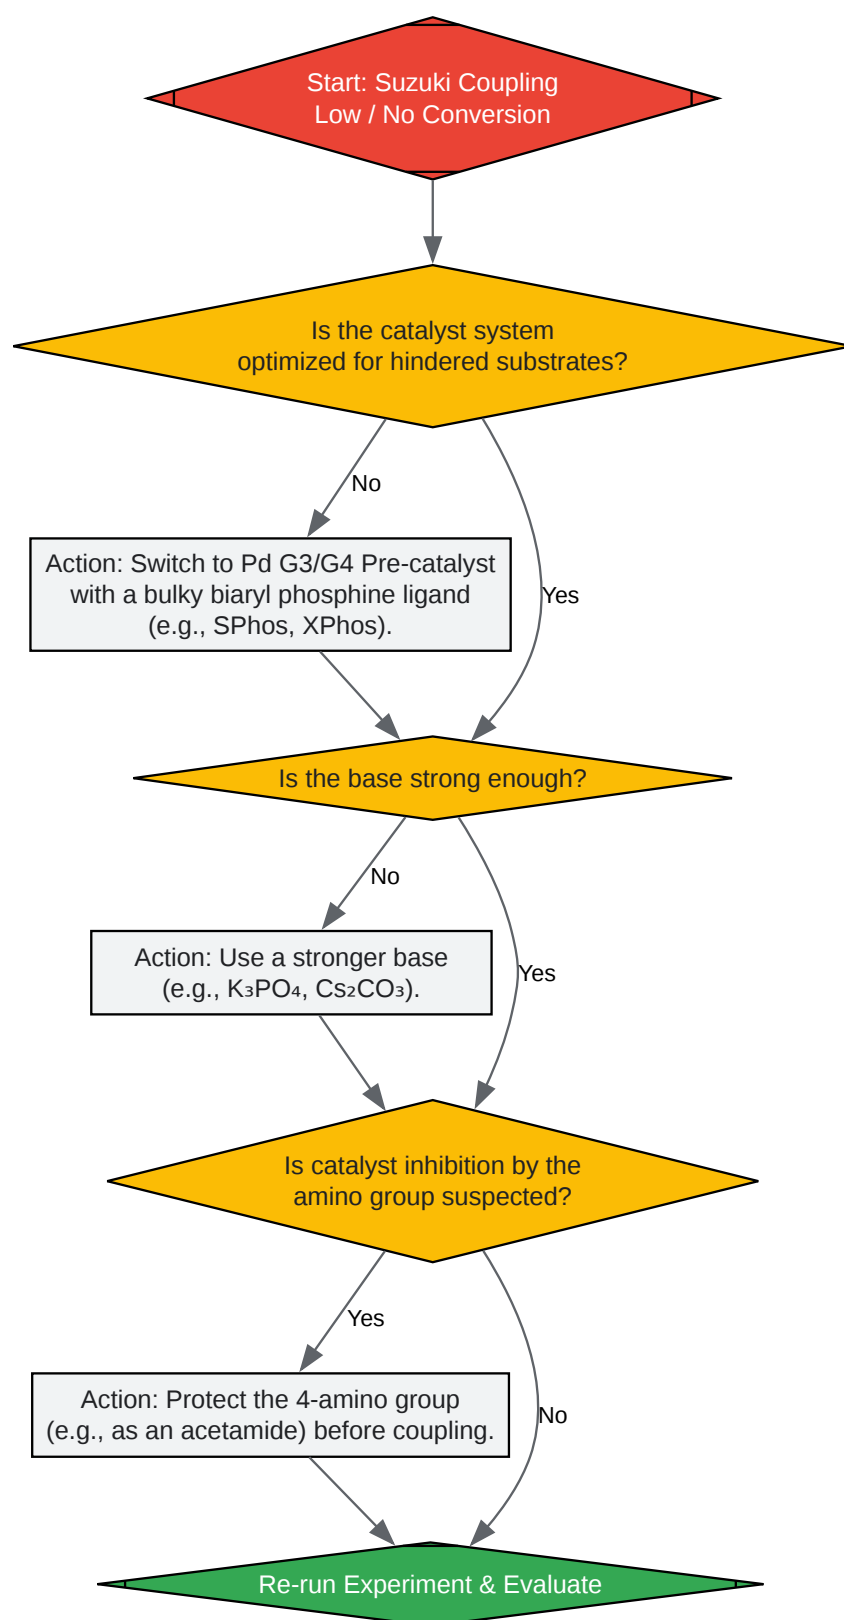 Start: Suzuki Coupling
Low / No Conversion
Is the catalyst system
optimized for hindered substrates?
No
Action: Switch to Pd G3/G4 Pre-catalyst
with a bulky biaryl phosphine ligand
(e.g., SPhos, XPhos).
Yes
Is the base strong enough?
No
Action: Use a stronger base
(e.g., K₃PO₄, Cs₂CO₃).
Yes
Is catalyst inhibition by the
amino group suspected?
Yes
Action: Protect the 4-amino group
(e.g., as an acetamide) before coupling.
No
Re-run Experiment & Evaluate